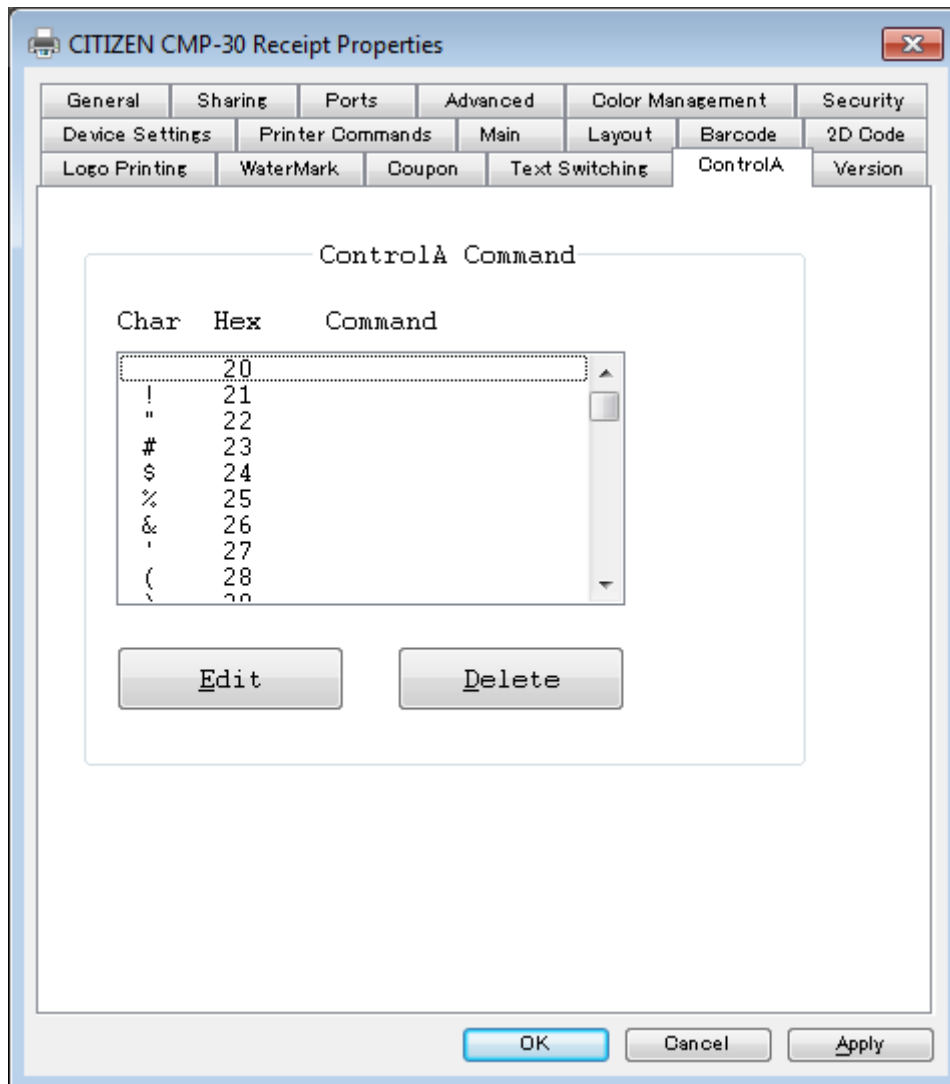 CITIZEN CMP-30 Receipt Properties
General Sharing Ports Advanced Color Management Security
Device Settings Printer Commands Main Layout Barcode 2D Code
Logo Printing WaterMark Coupon Text Switching ControlA Version
ControlA Command
Char Hex Command
20
! 21
" 22
# 23
$ 24
% 25
& 26
' 27
( 28
Edit Delete
OK Cancel Apply